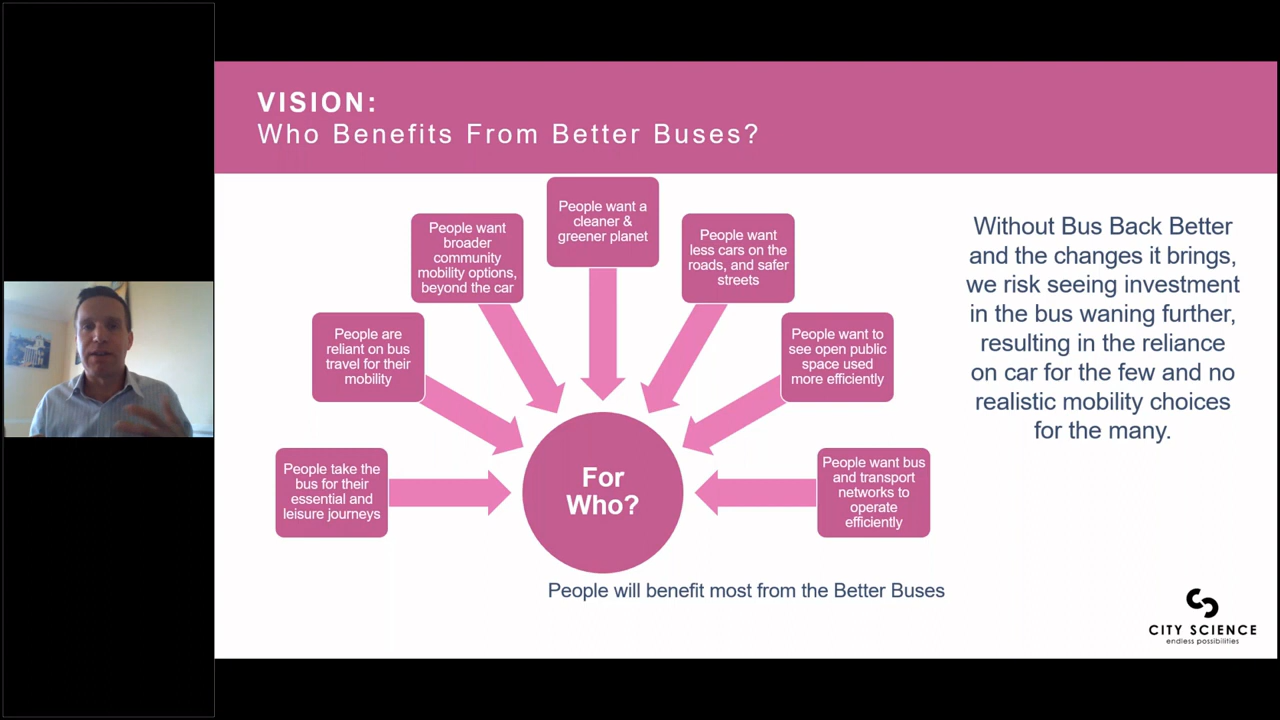 VISION:
Who Benefits From Better Buses?
People want a
cleaner &
greener planet
People want
broader
community
mobility options,
beyond the car
People want
less cars on the
roads, and safer
streets
People are
reliant on bus
travel for their
mobility
People want to
see open public
space used
more efficiently
People take the
bus for their
essential and
leisure journeys
People want bus
and transport
networks to
operate
efficiently
For
Who?
People will benefit most from the Better Buses
Without Bus Back Better
and the changes it brings,
we risk seeing investment
in the bus waning further,
resulting in the reliance
on car for the few and no
realistic mobility choices
for the many.
CITY SCIENCE
endless possibilities